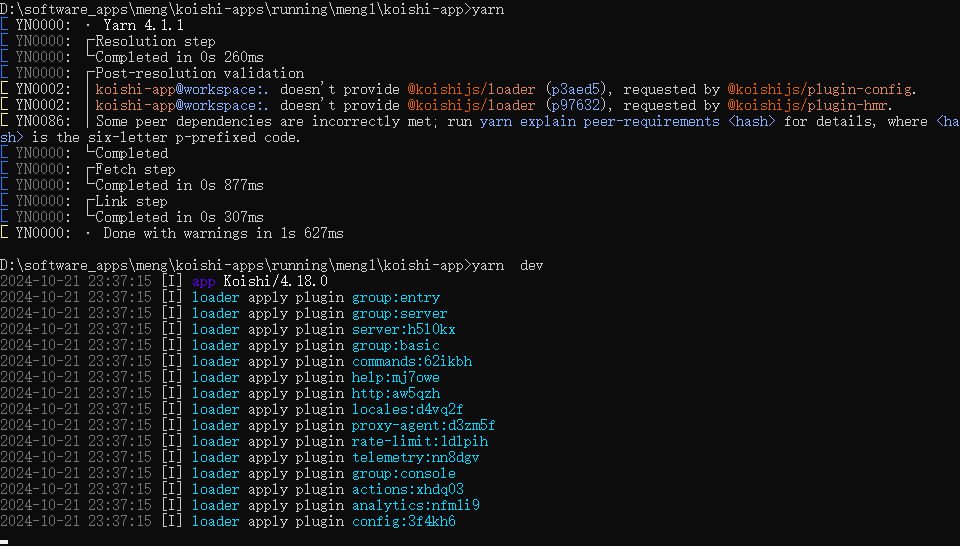 D:\software_apps\meng\koishi-apps\running\meng1\koishi-app>yarn
[ YN0000: · Yarn 4.1.1
[ YN0000: ┌Resolution step
[ YN0000: └Completed in 0s 260ms
[ YN0000: ┌Post-resolution validation
[ YN0002: │koishi-app@workspace:. doesn't provide @koishijs/loader (p3aed5), requested by @koishijs/plugin-config.
[ YN0002: │koishi-app@workspace:. doesn't provide @koishijs/loader (p97632), requested by @koishijs/plugin-hmr.
[ YN0086: │Some peer dependencies are incorrectly met; run yarn explain peer-requirements <hash> for details, where <ha
sh> is the six-letter p-prefixed code.
[ YN0000: └Completed
[ YN0000: ┌Fetch step
[ YN0000: └Completed in 0s 877ms
[ YN0000: ┌Link step
[ YN0000: └Completed in 0s 307ms
[ YN0000: · Done with warnings in 1s 627ms
D:\software_apps\meng\koishi-apps\running\meng1\koishi-app>yarn  dev
2024-10-21 23:37:15 [I] app Koishi/4.18.0
2024-10-21 23:37:15 [I] loader apply plugin group:entry
2024-10-21 23:37:15 [I] loader apply plugin group:server
2024-10-21 23:37:15 [I] loader apply plugin server:h510kx
2024-10-21 23:37:15 [I] loader apply plugin group:basic
2024-10-21 23:37:15 [I] loader apply plugin commands:62ikbh
2024-10-21 23:37:15 [I] loader apply plugin help:mj7owe
2024-10-21 23:37:15 [I] loader apply plugin http:aw5qzh
2024-10-21 23:37:15 [I] loader apply plugin locales:d4vq2f
2024-10-21 23:37:15 [I] loader apply plugin proxy-agent:d3zm5f
2024-10-21 23:37:15 [I] loader apply plugin rate-limit:1d1pih
2024-10-21 23:37:15 [I] loader apply plugin telemetry:nn8dgv
2024-10-21 23:37:15 [I] loader apply plugin group:console
2024-10-21 23:37:15 [I] loader apply plugin actions:xhdq03
2024-10-21 23:37:15 [I] loader apply plugin analytics:nfmli9
2024-10-21 23:37:15 [I] loader apply plugin config:3f4kh6